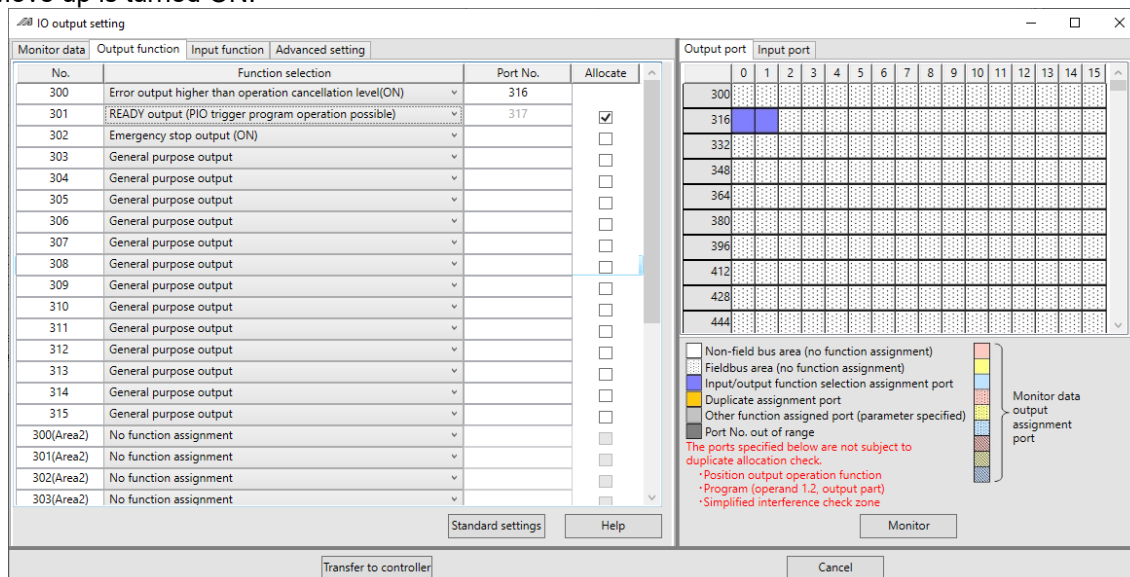 move up is turned ON.
IO output setting
Monitor data Output function Input function Advanced setting
No. Function selection Port No. Allocate
300 Error output higher than operation cancellation level(ON) 316
301 READY output (PIO trigger program operation possible) 317
302 Emergency stop output (ON)
303 General purpose output
304 General purpose output
305 General purpose output
306 General purpose output
307 General purpose output
308 General purpose output
309 General purpose output
310 General purpose output
311 General purpose output
312 General purpose output
313 General purpose output
314 General purpose output
315 General purpose output
300(Area2) No function assignment
301(Area2) No function assignment
302(Area2) No function assignment
303(Area2) No function assignment
Standard settings Help
Output port Input port
0 1 2 3 4 5 6 7 8 9 10 11 12 13 14 15
300
316
332
348
364
380
396
412
428
444
Non-field bus area (no function assignment)
Fieldbus area (no function assignment)
Input/output function selection assignment port
Duplicate assignment port
Other function assigned port (parameter specified)
Port No. out of range
Monitor data
output
assignment
port
The ports specified below are not subject to
duplicate allocation check.
・Position output operation function
・Program (operand 1.2, output part)
・Simplified interference check zone
Monitor
Transfer to controller Cancel